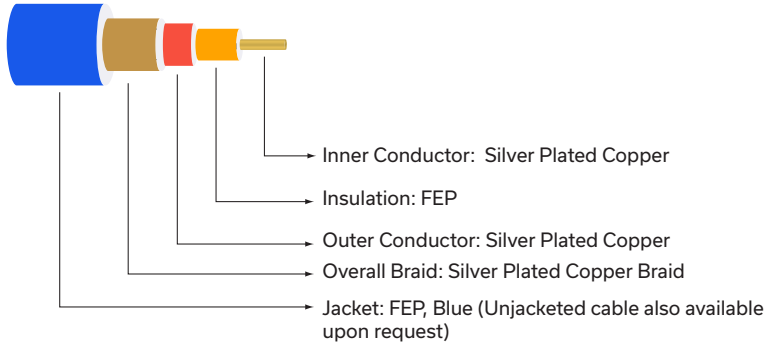 Inner Conductor: Silver Plated Copper
Insulation: FEP
Outer Conductor: Silver Plated Copper
Overall Braid: Silver Plated Copper Braid
Jacket: FEP, Blue (Unjacketed cable also available
upon request)